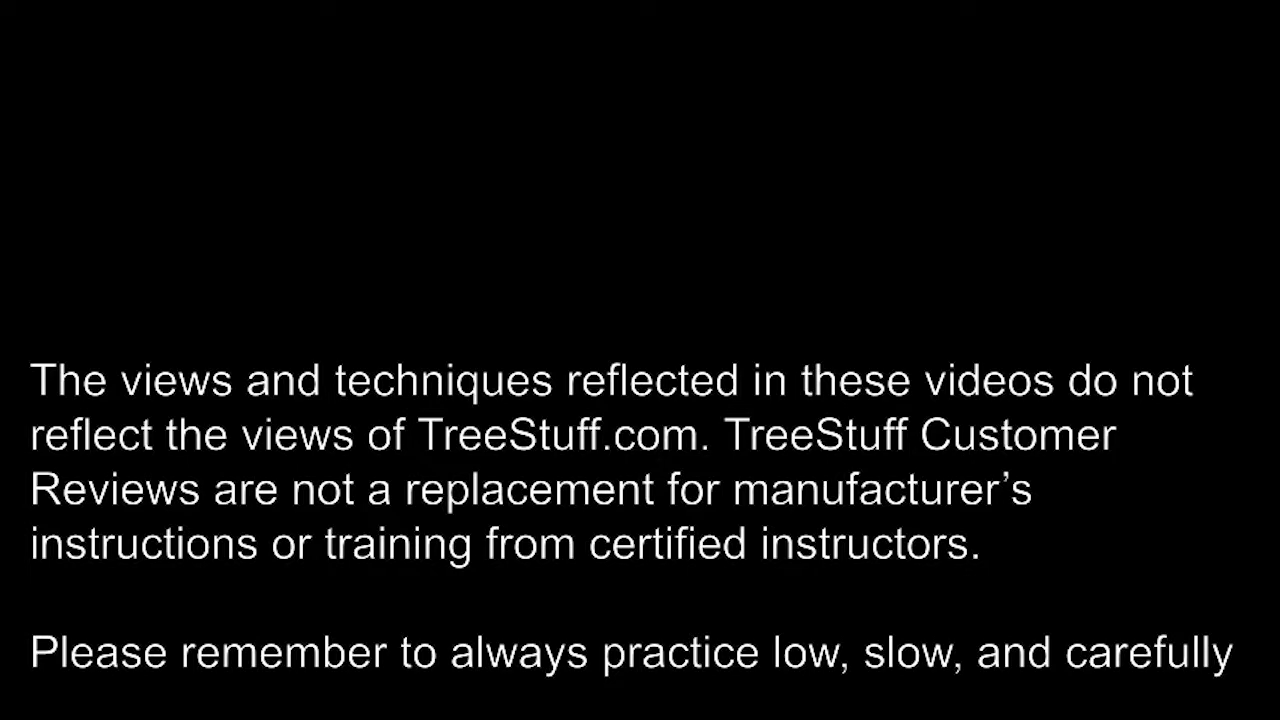 The views and techniques reflected in these videos do not
reflect the views of TreeStuff.com. TreeStuff Customer
Reviews are not a replacement for manufacturer’s
instructions or training from certified instructors.
Please remember to always practice low, slow, and carefully